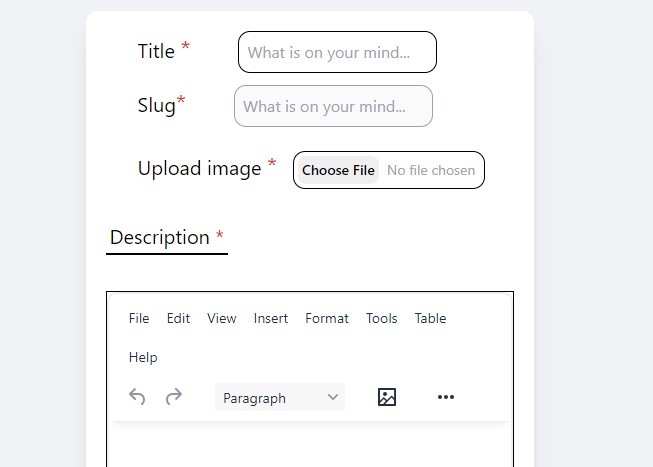 Title *
What is on your mind...
Slug*
What is on your mind...
Upload image *
Choose File No file chosen
Description *
File Edit View Insert Format Tools Table
Help
Paragraph